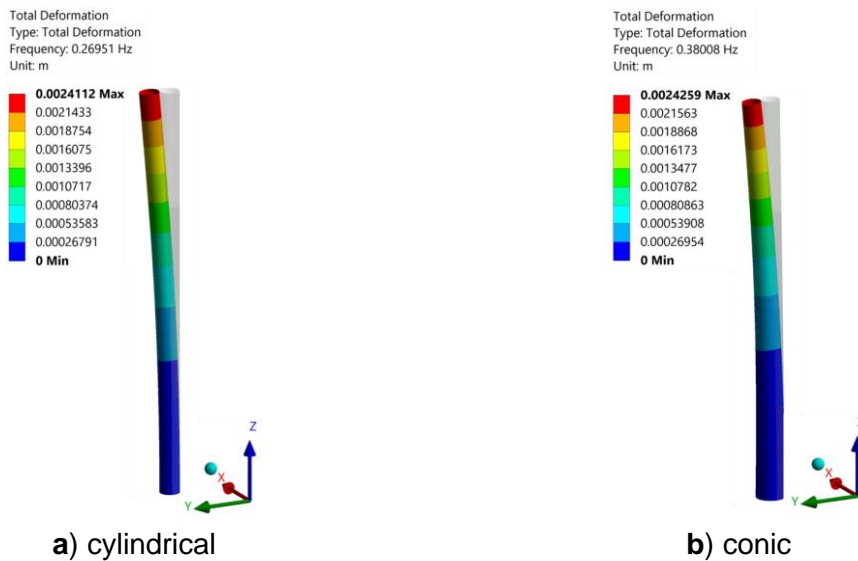 Total Deformation
Type: Total Deformation
Frequency: 0.26951 Hz
Unit: m
0.0024112 Max
0.0021433
0.0018754
0.0016075
0.0013396
0.0010717
0.00080374
0.00053583
0.00026791
0 Min
Z
X
Y
a) cylindrical
Total Deformation
Type: Total Deformation
Frequency: 0.38008 Hz
Unit: m
0.0024259 Max
0.0021563
0.0018868
0.0016173
0.0013477
0.0010782
0.00080863
0.00053908
0.00026954
0 Min
X
Y
b) conic